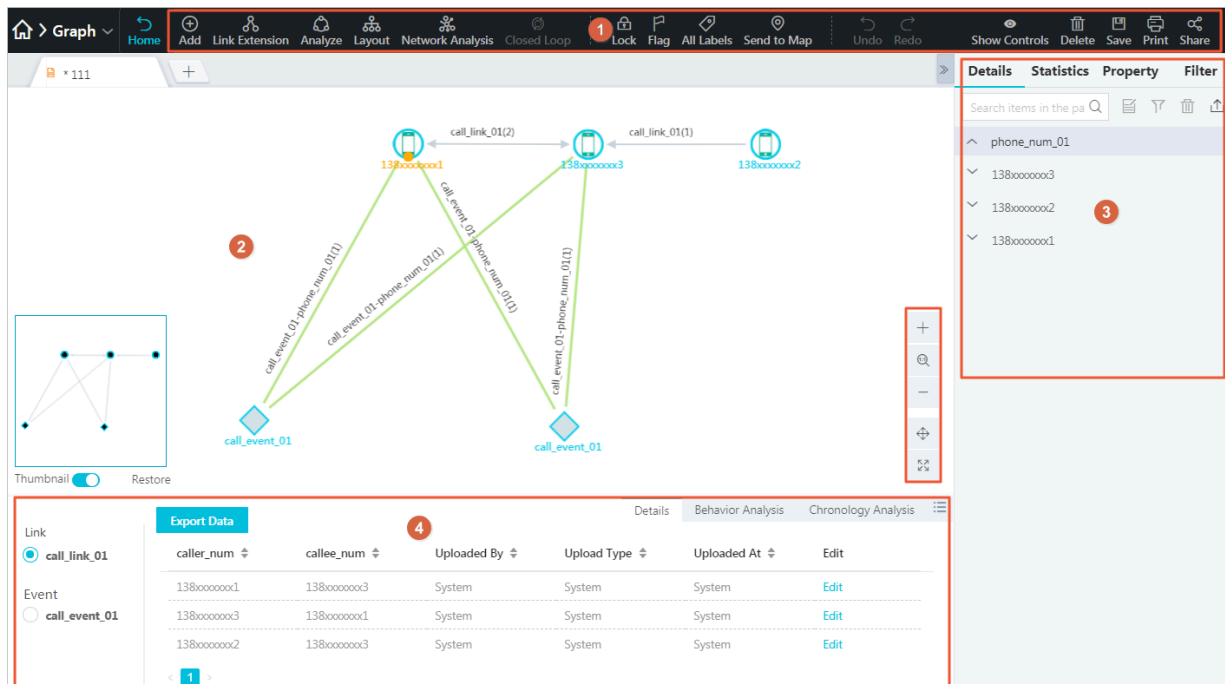 Graph
Home
Add
Link Extension
Analyze
Layout
Network Analysis
Closed Loop
1
Lock
Flag
All Labels
Send to Map
Undo
Redo
Show Controls
Delete
Save
Print
Share
* 111
Details
Statistics
Property
Filter
Search items in the pa
phone_num_01
138xxxxxxx3
138xxxxxxx2
138xxxxxxx1
3
call_link_01(2)
call_link_01(1)
138xxxxxxx1
138xxxxxxx3
138xxxxxxx2
2
call_event_01-phone_num_01(1)
call_event_01-phone_num_01(1)
call_event_01-phone_num_01(1)
call_event_01-phone_num_01(1)
call_event_01
call_event_01
Thumbnail
Restore
Link
call_link_01
Event
call_event_01
Export Data
4
Details
Behavior Analysis
Chronology Analysis
caller_num callee_num Uploaded By Upload Type Uploaded At Edit
138xxxxxxx1 138xxxxxxx3 System System System Edit
138xxxxxxx3 138xxxxxxx1 System System System Edit
138xxxxxxx2 138xxxxxxx3 System System System Edit
< 1 >